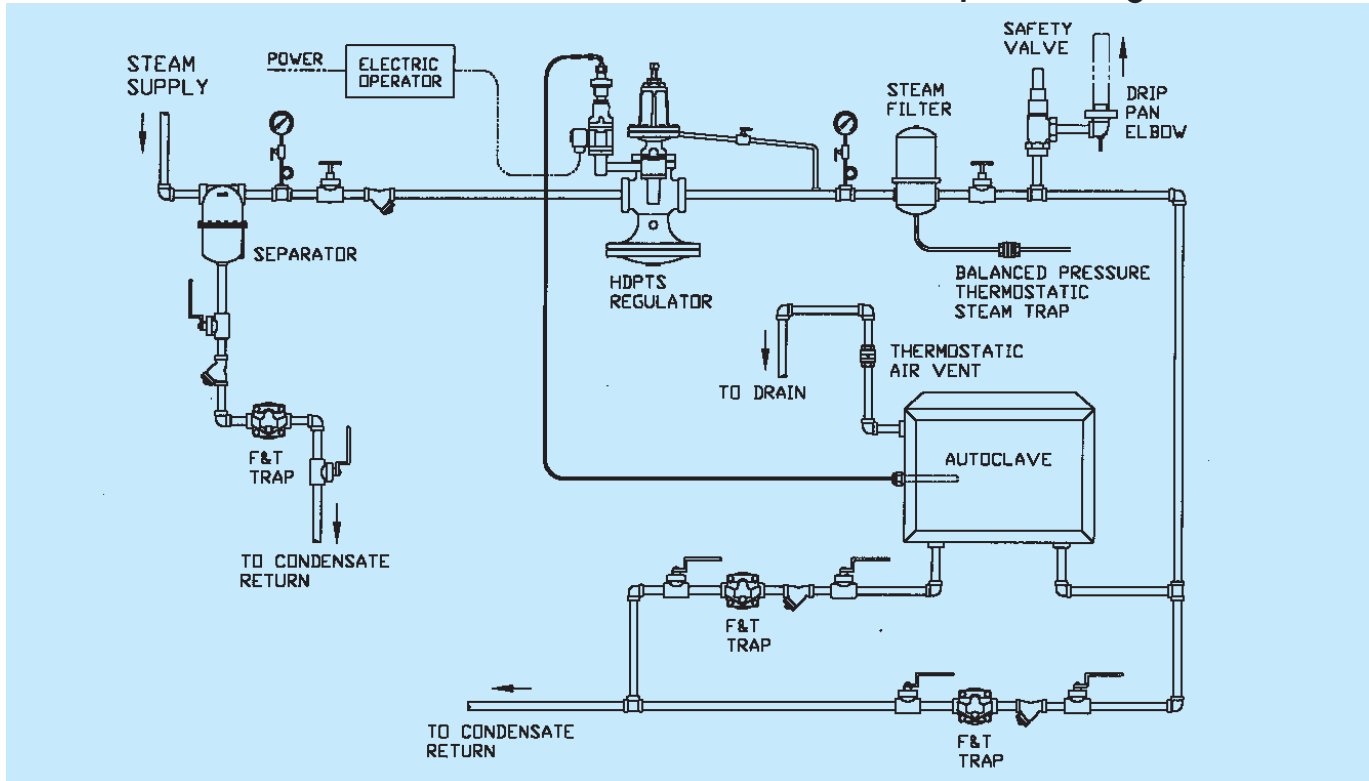 STEAM
SUPPLY
POWER
ELECTRIC
OPERATOR
SAFETY
VALVE
STEAM
FILTER
DRIP
PAN
ELBOW
SEPARATOR
HDPTS
REGULATOR
BALANCED PRESSURE
THERMOSTATIC
STEAM TRAP
THERMOSTATIC
AIR VENT
TO DRAIN
AUTOCLAVE
F&T
TRAP
TO CONDENSATE
RETURN
F&T
TRAP
TO CONDENSATE
RETURN
F&T
TRAP